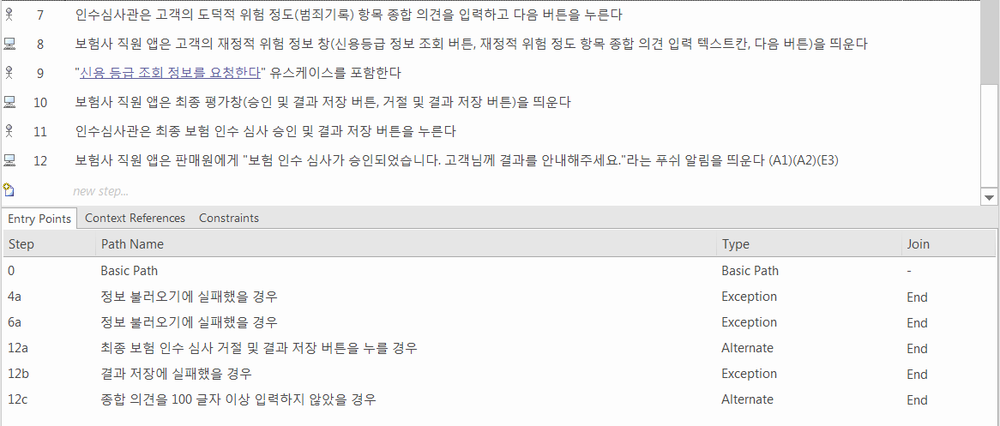 7 인수심사관은 고객의 도덕적 위험 정도(범죄기록) 항목 종합 의견을 입력하고 다음 버튼을 누른다
8 보험사 직원 앱은 고객의 재정적 위험 정보 창(신용등급 정보 조회 버튼, 재정적 위험 정도 항목 종합 의견 입력 텍스트칸, 다음 버튼)을 띄운다
9 "신용 등급 조회 정보를 요청한다" 유스케이스를 포함한다
10 보험사 직원 앱은 최종 평가창(승인 및 결과 저장 버튼, 거절 및 결과 저장 버튼)을 띄운다
11 인수심사관은 최종 보험 인수 심사 승인 및 결과 저장 버튼을 누른다
12 보험사 직원 앱은 판매원에게 "보험 인수 심사가 승인되었습니다. 고객님께 결과를 안내해주세요."라는 푸쉬 알림을 띄운다 (A1)(A2)(E3)
new step...
Entry Points Context References Constraints
Step Path Name Type Join
0 Basic Path Basic Path -
4a 정보 불러오기에 실패했을 경우 Exception End
6a 정보 불러오기에 실패했을 경우 Exception End
12a 최종 보험 인수 심사 거절 및 결과 저장 버튼을 누를 경우 Alternate End
12b 결과 저장에 실패했을 경우 Exception End
12c 종합 의견을 100 글자 이상 입력하지 않았을 경우 Alternate End